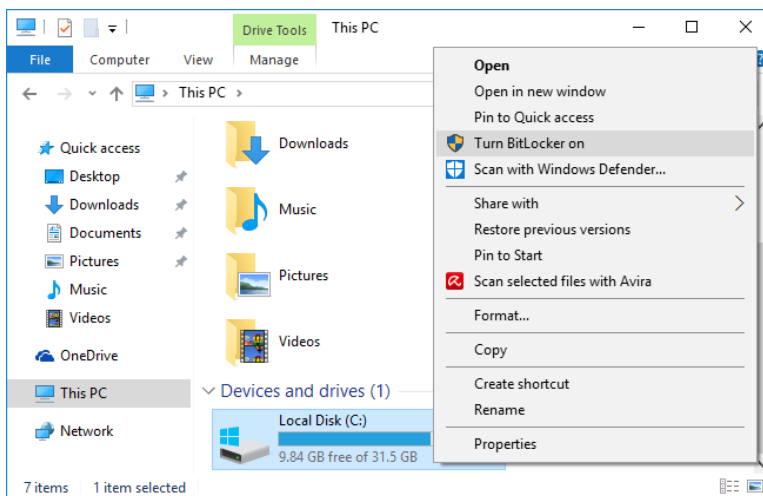 Drive Tools
This PC
File
Computer
View
Manage
This PC
Quick access
Desktop
Downloads
Documents
Pictures
Music
Videos
OneDrive
This PC
Network
Downloads
Music
Pictures
Videos
Devices and drives (1)
Local Disk (C:)
9.84 GB free of 31.5 GB
Open
Open in new window
Pin to Quick access
Turn BitLocker on
Scan with Windows Defender...
Share with
Restore previous versions
Pin to Start
Scan selected files with Avira
Format...
Copy
Create shortcut
Rename
Properties
7 items
1 item selected